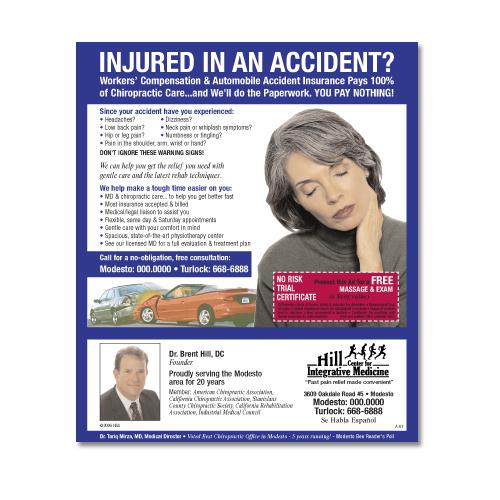 INJURED IN AN ACCIDENT?
Workers' Compensation & Automobile Accident Insurance Pays 100%
of Chiropractic Care...and We'll do the Paperwork. YOU PAY NOTHING!
Since your accident have you experienced:
• Headaches? • Dizziness?
• Low back pain? • Neck pain or whiplash symptoms?
• Hip or leg pain? • Numbness or tingling?
• Pain in the shoulder, arm, wrist or hand?
DON'T IGNORE THESE WARNING SIGNS!
We can help you get the relief you need with
gentle care and the latest rehab techniques.
We help make a tough time easier on you:
• MD & chiropractic care... to help you get better fast
• Most insurance accepted & billed
• Medical/legal liaison to assist you
• Flexible, same day & Saturday appointments
• Gentle care with your comfort in mind
• Spacious, state-of-the-art physiotherapy center
• See our licensed MD for a full evaluation & treatment plan
Call for a no-obligation, free consultation:
Modesto: 000.0000 • Turlock: 668-6888
NO RISK
TRIAL
CERTIFICATE
Present this Ad for a FREE
MASSAGE & EXAM
Dr. Brent Hill, DC
Founder
Proudly serving the Modesto
area for 20 years
Member: American Chiropractic Association,
California Chiropractic Association, Stanislaus
County Chiropractic Society, California Rehabilitation
Association, Industrial Medical Council
Hill Center for
Integrative Medicine
"Fast pain relief made convenient"
3609 Oakdale Road #5 • Modesto
Modesto: 000.0000
Turlock: 668-6888
Se Habla Español
Dr. Tariq Mirza, MD, Medical Director • Voted Best Chiropractic Office in Modesto - 5 years running! - Modesto Bee Reader's Poll